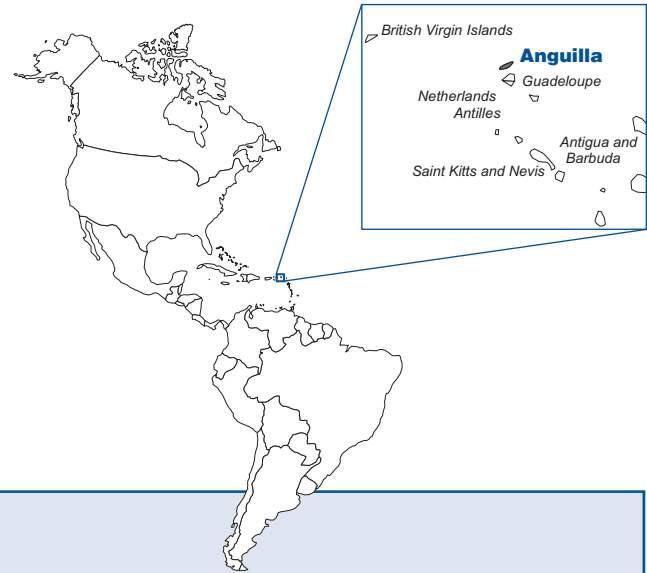 British Virgin Islands
Anguilla
Guadeloupe
Netherlands
Antilles
Antigua and
Barbuda
Saint Kitts and Nevis